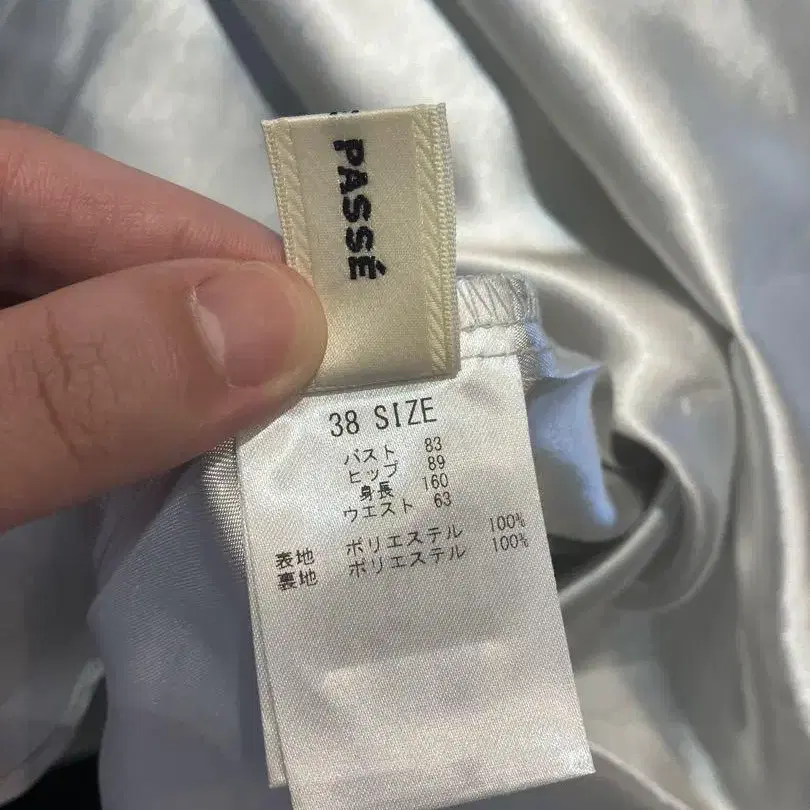 PASSÉ
38 SIZE
バスト 83
ヒップ 89
身長 160
ウエスト 63
表地 ポリエステル 100%
裏地 ポリエステル 100%